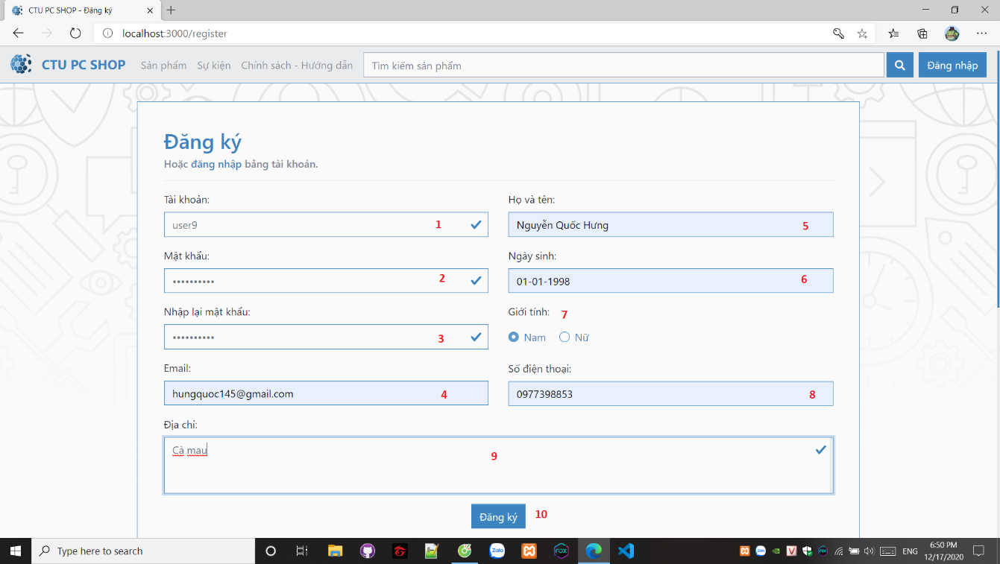 CTU PC SHOP - Đăng ký
localhost:3000/register
CTU PC SHOP Sản phẩm Sự kiện Chính sách - Hướng dẫn Tìm kiếm sản phẩm Đăng nhập
Đăng ký
Hoặc đăng nhập bằng tài khoản.
Tài khoản: Họ và tên:
user9 1 Nguyễn Quốc Hưng 5
Mật khẩu: Ngày sinh:
•••••••••• 2 01-01-1998 6
Nhập lại mật khẩu: Giới tính: 7
•••••••••• 3 Nam Nữ
Email: Số điện thoại:
hungquoc145@gmail.com 4 0977398853 8
Địa chỉ:
Cà mau 9
Đăng ký 10
Type here to search Zalo nox ENG 6:50 PM
12/17/2020